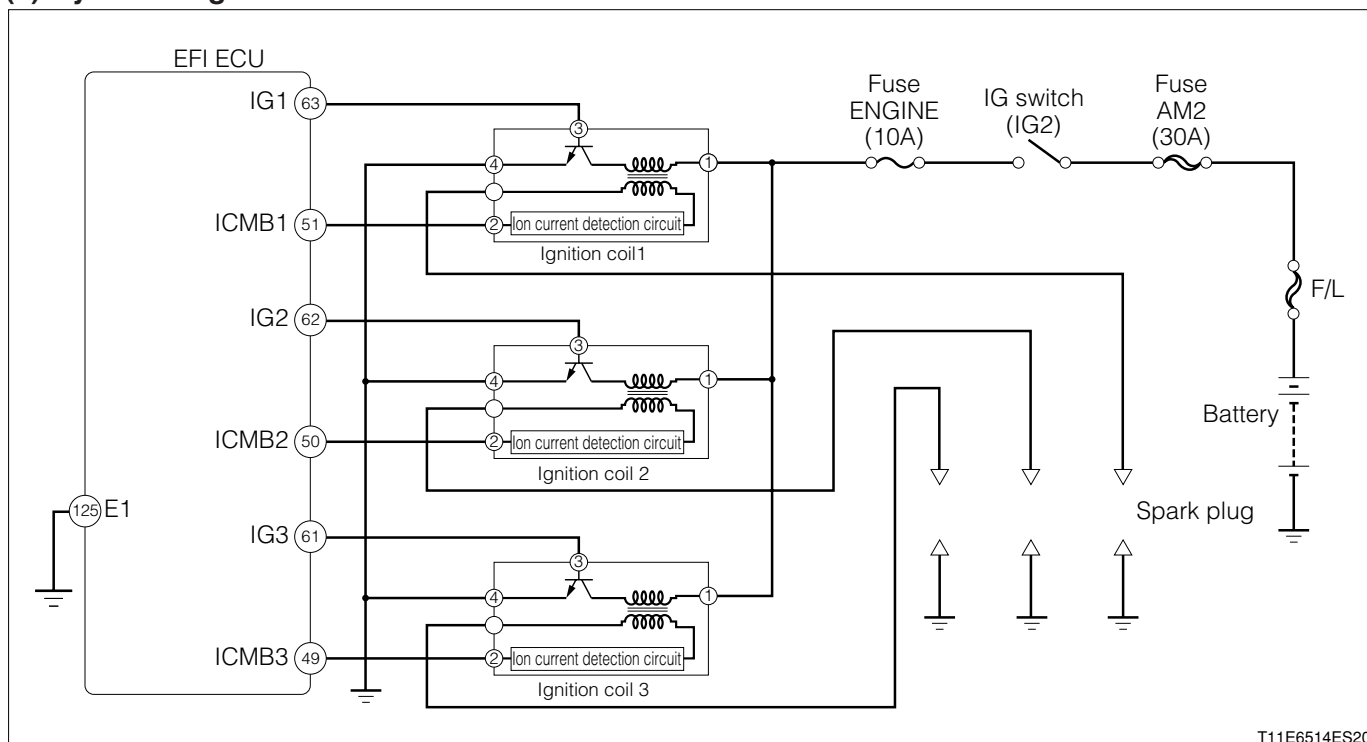 EFI ECU
IG1 63
ICMB1 51
IG2 62
ICMB2 50
125 E1
IG3 61
ICMB3 49
3
4
1
2 Ion current detection circuit
Ignition coil1
3
4
1
2 Ion current detection circuit
Ignition coil 2
3
4
1
2 Ion current detection circuit
Ignition coil 3
Fuse
ENGINE
(10A)
IG switch
(IG2)
Fuse
AM2
(30A)
F/L
Battery
Spark plug
T11E6514ES20